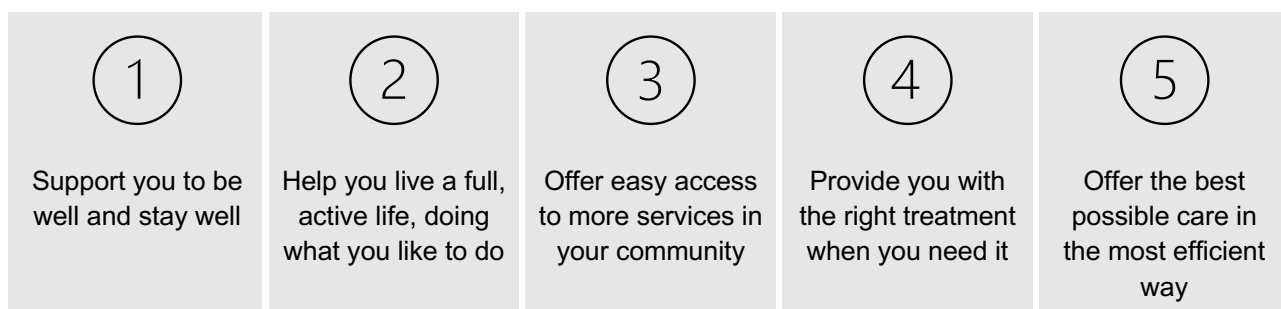 1
Support you to be
well and stay well
2
Help you live a full,
active life, doing
what you like to do
3
Offer easy access
to more services in
your community
4
Provide you with
the right treatment
when you need it
5
Offer the best
possible care in
the most efficient
way